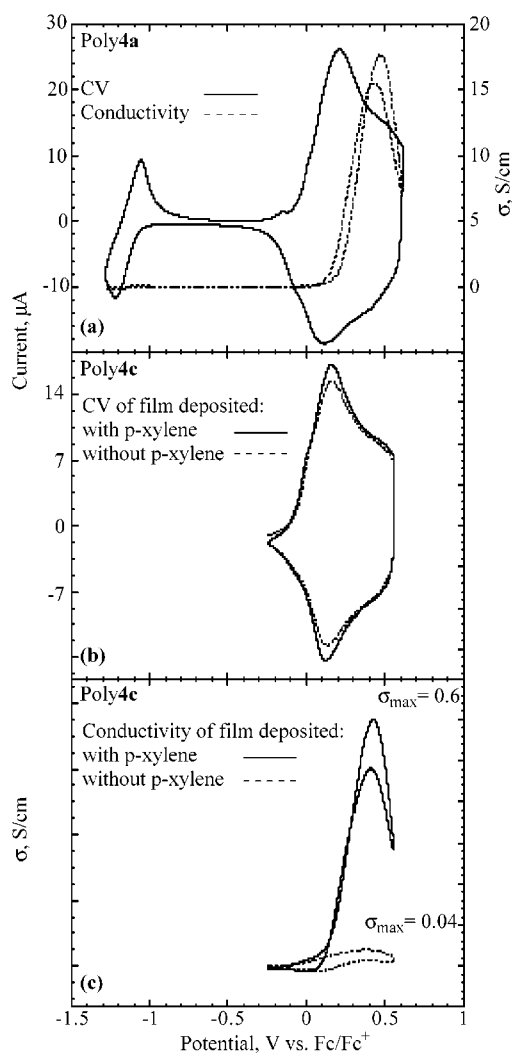 Poly4a
CV
Conductivity
30
20
10
0
-10
20
15
10
5
0
σ, S/cm
Current, μA
(a)
Poly4c
CV of film deposited:
with p-xylene
without p-xylene
14
7
0
-7
(b)
Poly4c
σmax= 0.6
Conductivity of film deposited:
with p-xylene
without p-xylene
σ, S/cm
σmax= 0.04
(c)
-1.5 -1 -0.5 0 0.5 1
Potential, V vs. Fc/Fc+